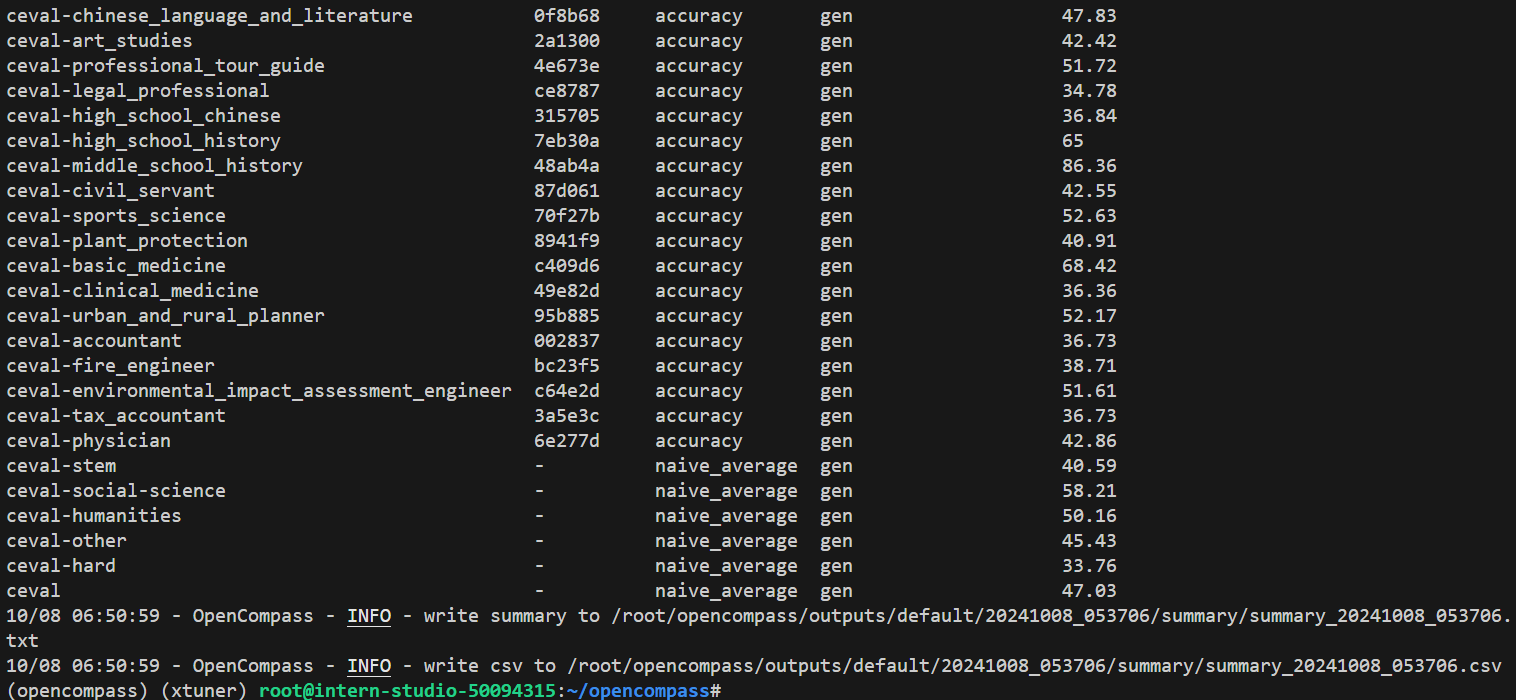 ceval-chinese_language_and_literature 0f8b68 accuracy gen 47.83
ceval-art_studies 2a1300 accuracy gen 42.42
ceval-professional_tour_guide 4e673e accuracy gen 51.72
ceval-legal_professional ce8787 accuracy gen 34.78
ceval-high_school_chinese 315705 accuracy gen 36.84
ceval-high_school_history 7eb30a accuracy gen 65
ceval-middle_school_history 48ab4a accuracy gen 86.36
ceval-civil_servant 87d061 accuracy gen 42.55
ceval-sports_science 70f27b accuracy gen 52.63
ceval-plant_protection 8941f9 accuracy gen 40.91
ceval-basic_medicine c409d6 accuracy gen 68.42
ceval-clinical_medicine 49e82d accuracy gen 36.36
ceval-urban_and_rural_planner 95b885 accuracy gen 52.17
ceval-accountant 002837 accuracy gen 36.73
ceval-fire_engineer bc23f5 accuracy gen 38.71
ceval-environmental_impact_assessment_engineer c64e2d accuracy gen 51.61
ceval-tax_accountant 3a5e3c accuracy gen 36.73
ceval-physician 6e277d accuracy gen 42.86
ceval-stem - naive_average gen 40.59
ceval-social-science - naive_average gen 58.21
ceval-humanities - naive_average gen 50.16
ceval-other - naive_average gen 45.43
ceval-hard - naive_average gen 33.76
ceval - naive_average gen 47.03
10/08 06:50:59 - OpenCompass - INFO - write summary to /root/opencompass/outputs/default/20241008_053706/summary/summary_20241008_053706.
txt
10/08 06:50:59 - OpenCompass - INFO - write csv to /root/opencompass/outputs/default/20241008_053706/summary/summary_20241008_053706.csv
(opencompass) (xtuner) root@intern-studio-50094315:~/opencompass#